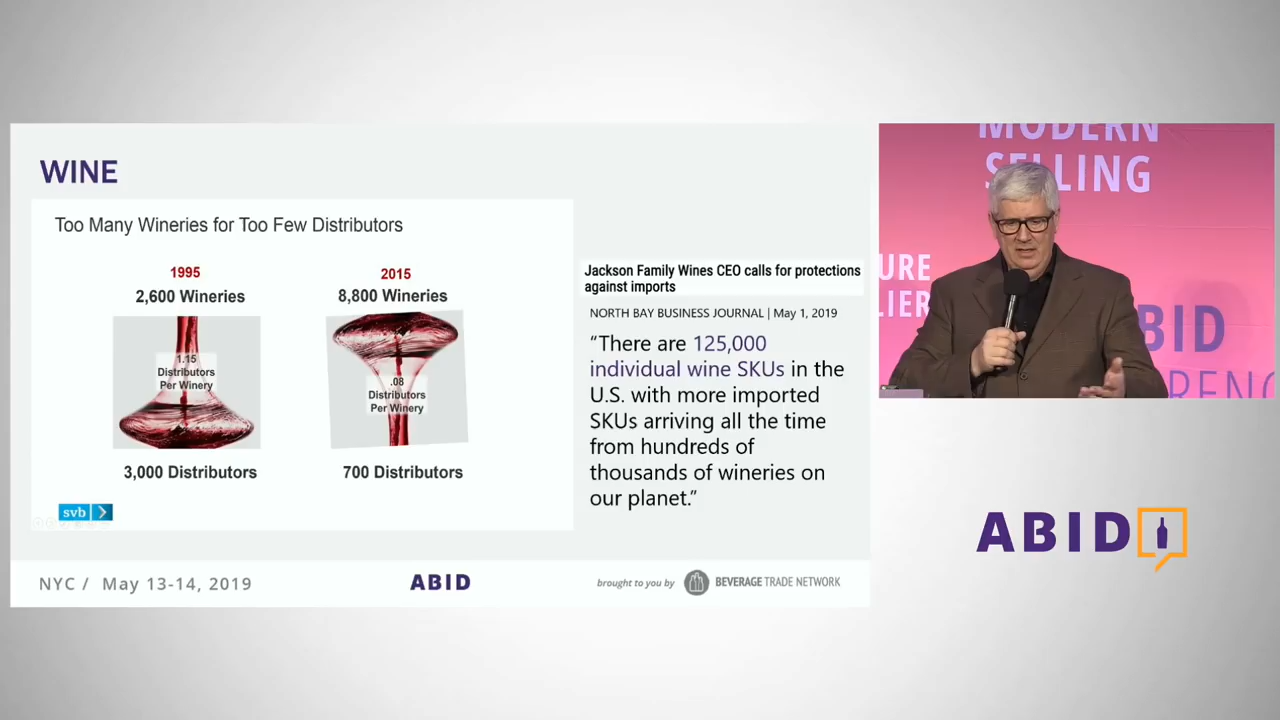 WINE
Too Many Wineries for Too Few Distributors
1995
2,600 Wineries
1.15
Distributors
Per Winery
3,000 Distributors
2015
8,800 Wineries
.08
Distributors
Per Winery
700 Distributors
svb
Jackson Family Wines CEO calls for protections
against imports
NORTH BAY BUSINESS JOURNAL | May 1, 2019
“There are 125,000
individual wine SKUs in the
U.S. with more imported
SKUs arriving all the time
from hundreds of
thousands of wineries on
our planet.”
NYC / May 13-14, 2019
ABID
brought to you by
BEVERAGE TRADE NETWORK
MODERN
SELLING
URE
LIER
BID
RENC
ABID